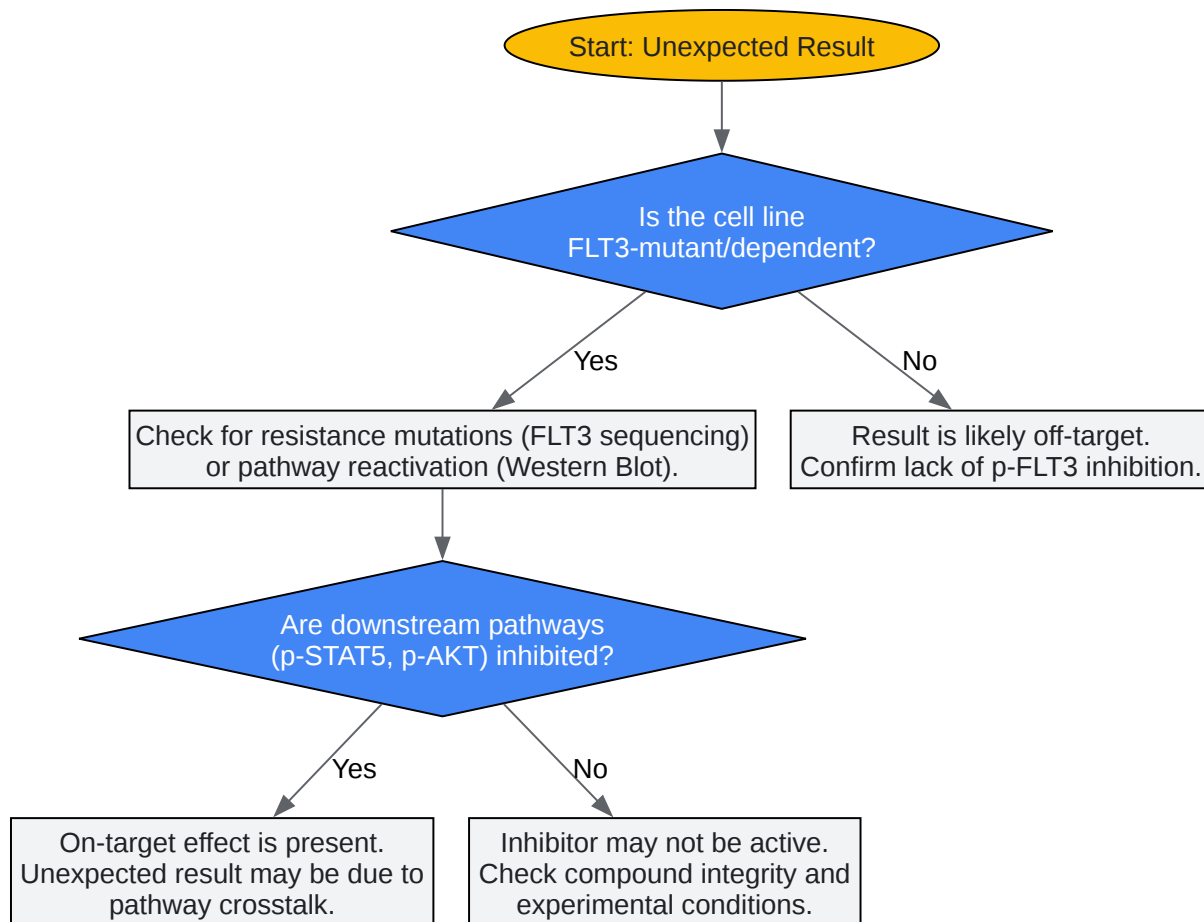 Start: Unexpected Result
Is the cell line
FLT3-mutant/dependent?
Yes
No
Check for resistance mutations (FLT3 sequencing)
or pathway reactivation (Western Blot).
Result is likely off-target.
Confirm lack of p-FLT3 inhibition.
Are downstream pathways
(p-STAT5, p-AKT) inhibited?
Yes
No
On-target effect is present.
Unexpected result may be due to
pathway crosstalk.
Inhibitor may not be active.
Check compound integrity and
experimental conditions.